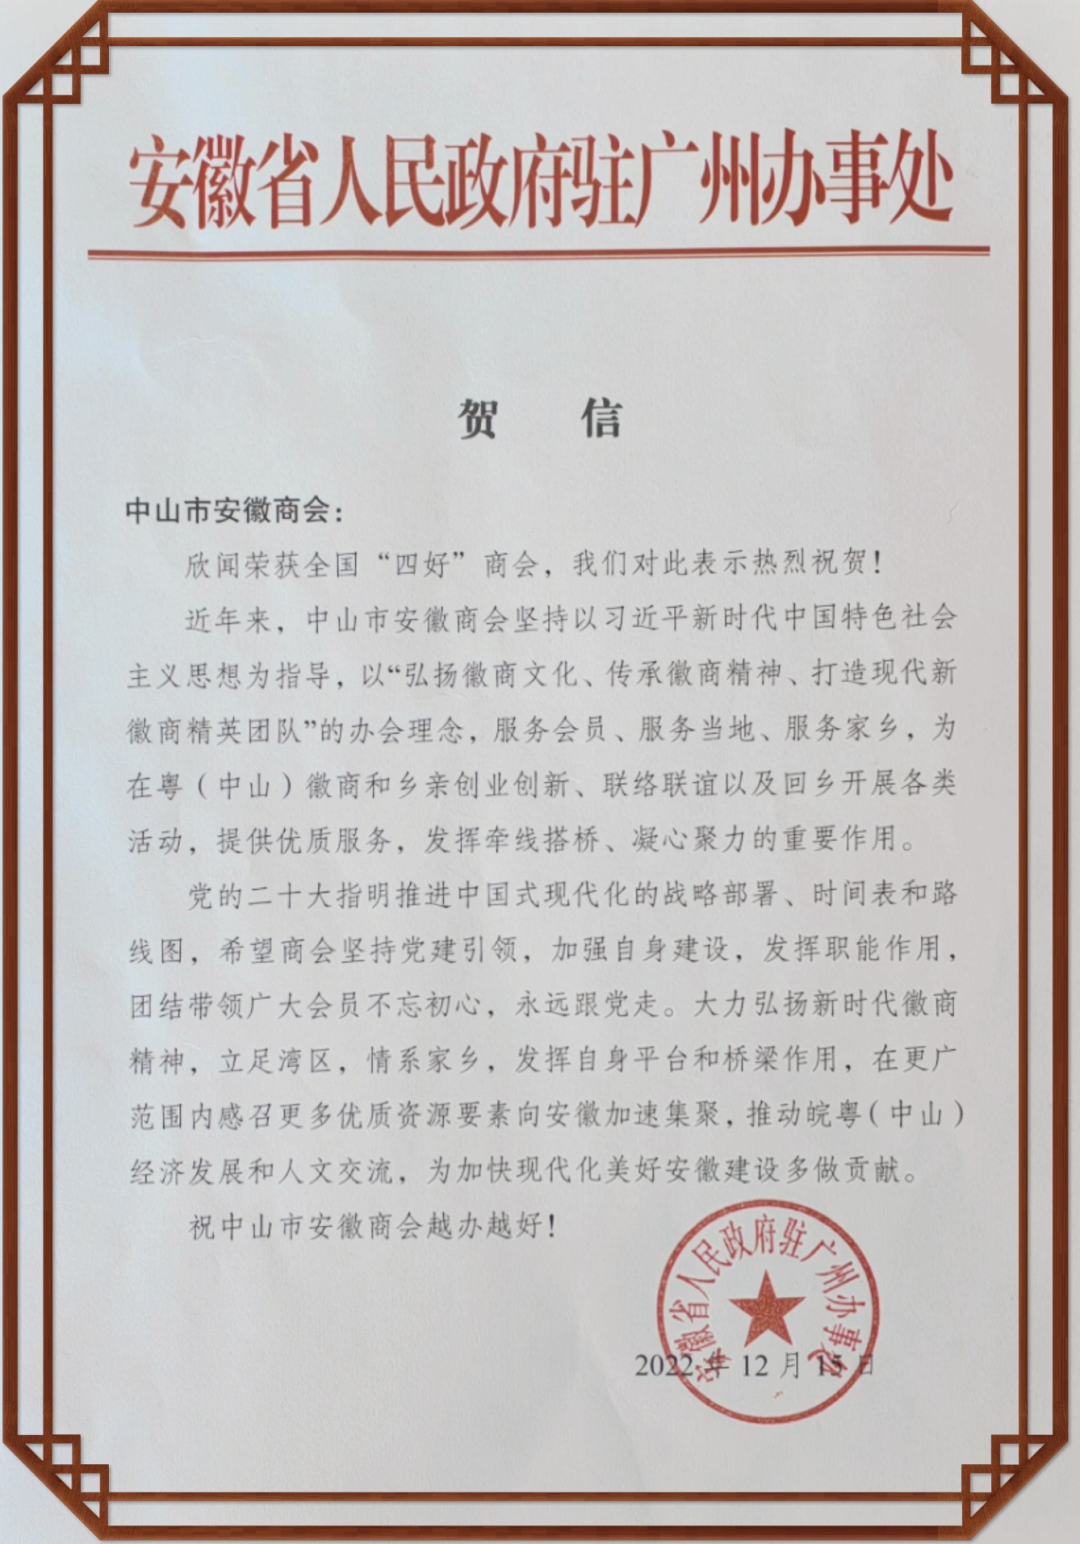 安徽省人民政府驻广州办事处
贺 信
中山市安徽商会：
欣闻荣获全国“四好”商会，我们对此表示热烈祝贺！
近年来，中山市安徽商会坚持以习近平新时代中国特色社会
主义思想为指导，以“弘扬徽商文化、传承徽商精神、打造现代新
徽商精英团队”的办会理念，服务会员、服务当地、服务家乡，为
在粤（中山）徽商和乡亲创业创新、联络联谊以及回乡开展各类
活动，提供优质服务，发挥牵线搭桥、凝心聚力的重要作用。
党的二十大指明推进中国式现代化的战略部署、时间表和路
线图，希望商会坚持党建引领，加强自身建设，发挥职能作用，
团结带领广大会员不忘初心，永远跟党走。大力弘扬新时代徽商
精神，立足湾区，情系家乡，发挥自身平台和桥梁作用，在更广
范围内感召更多优质资源要素向安徽加速集聚，推动皖粤（中山）
经济发展和人文交流，为加快现代化美好安徽建设多做贡献。
祝中山市安徽商会越办越好！
安徽省人民政府驻广州办事处
2022 年 12 月 15 日